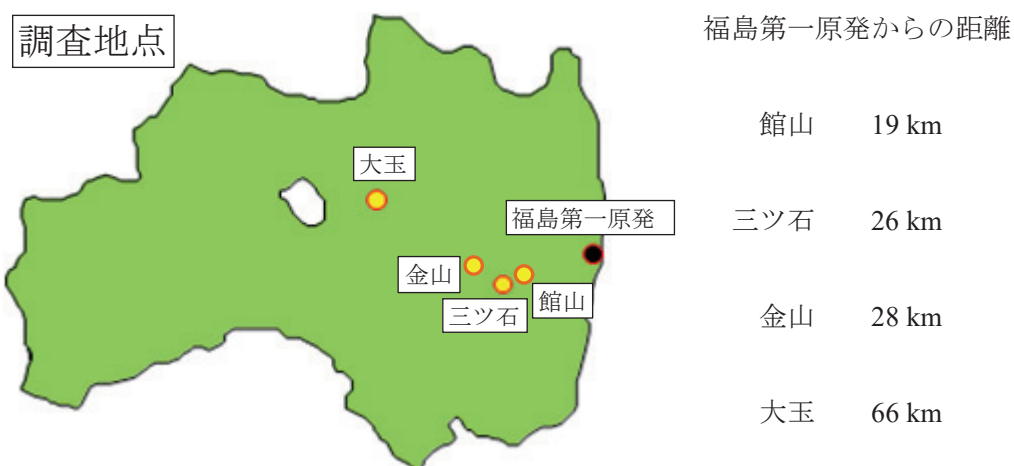 調査地点
福島第一原発からの距離
館山 19 km
大玉
三ツ石 26 km
福島第一原発
金山
館山
三ツ石
金山 28 km
大玉 66 km